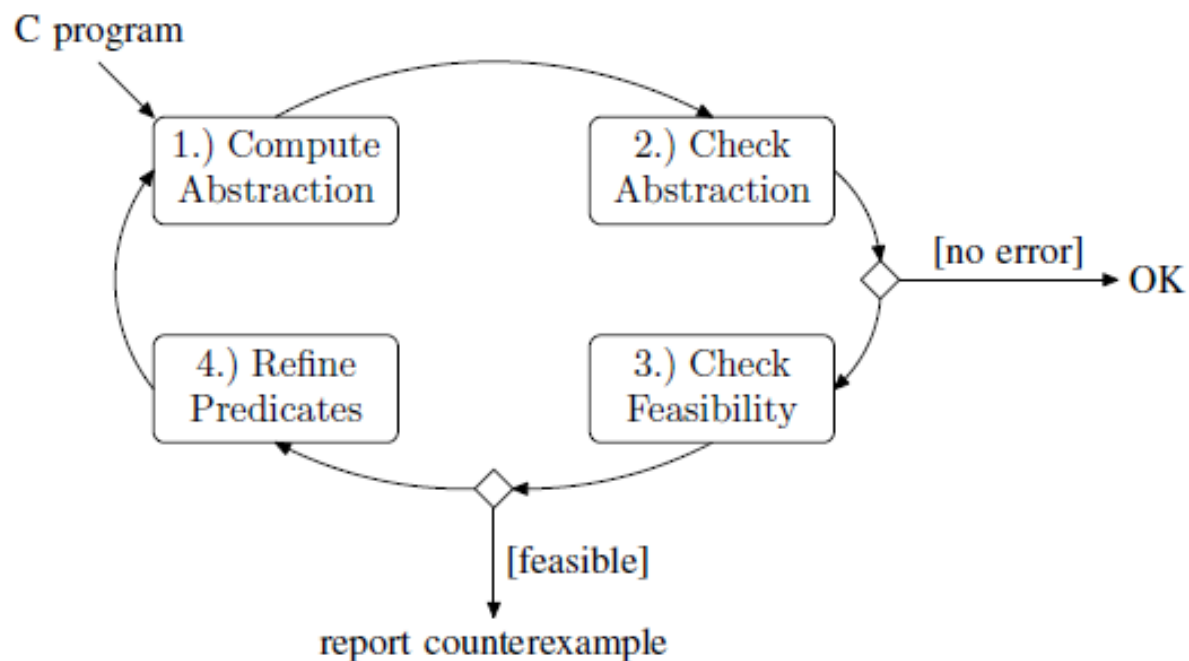 C program
1.) Compute
Abstraction
2.) Check
Abstraction
[no error]
OK
4.) Refine
Predicates
3.) Check
Feasibility
[feasible]
report counterexample